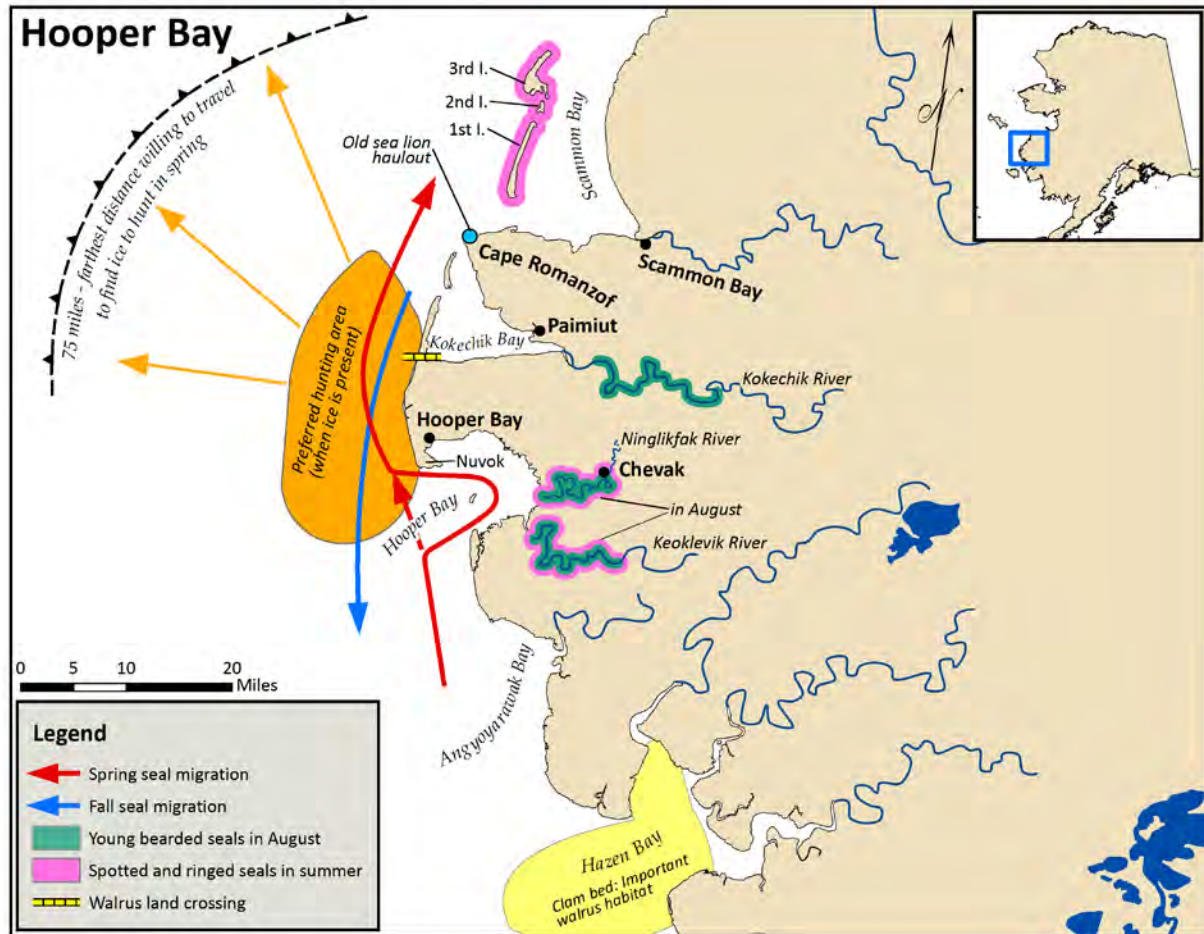 Hooper Bay
75 miles - farthest distance willing to travel
to find ice to hunt in spring
3rd I.
2nd I.
1st I.
Scammon Bay
N
Old sea lion
haulout
Cape Romanzof
Scammon Bay
Paimiut
Kokechik Bay
Kokechik River
Preferred hunting area
(when ice is present)
Hooper Bay
Nuvok
Ninglikfak River
Chevak
Hooper Bay
in August
Keoklevik River
Angyoyarawak Bay
0 5 10 20
Miles
Hazen Bay
Clam bed: Important
walrus habitat
Legend
Spring seal migration
Fall seal migration
Young bearded seals in August
Spotted and ringed seals in summer
Walrus land crossing